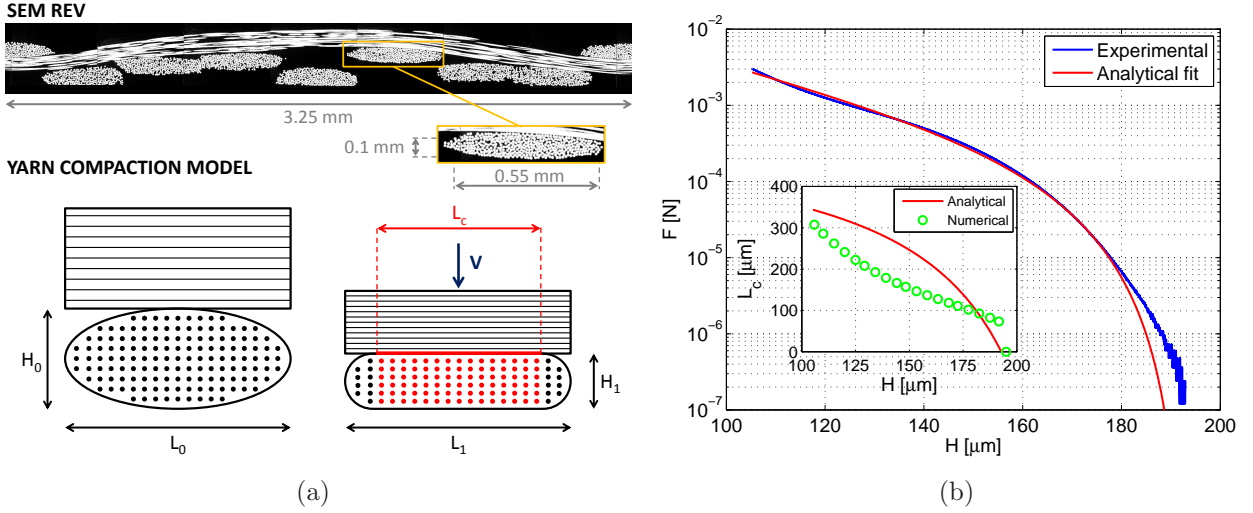 SEM REV
3.25 mm
0.1 mm
0.55 mm
YARN COMPACTION MODEL
L_c
V
H_0
H_1
L_0
L_1
(a)
10^-2
10^-3
10^-4
10^-5
10^-6
10^-7
F [N]
Experimental
Analytical fit
400
300
200
100
0
L_c [μm]
Analytical
Numerical
100 125 150 175 200
H [μm]
100 120 140 160 180 200
H [μm]
(b)